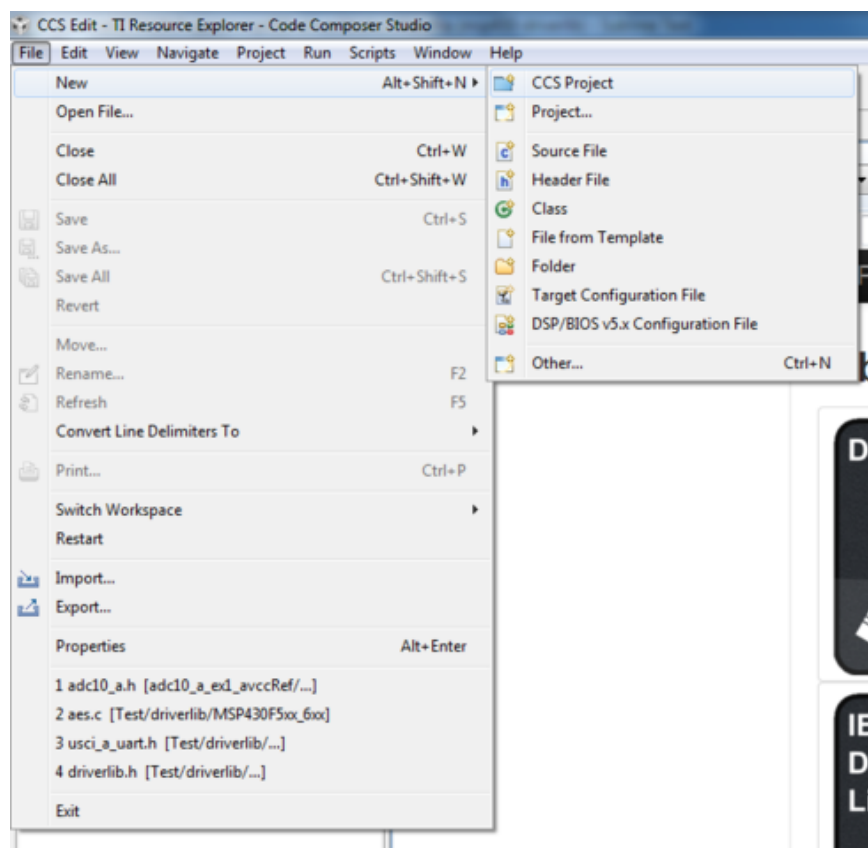 CCS Edit - TI Resource Explorer - Code Composer Studio
File Edit View Navigate Project Run Scripts Window Help
New Alt+Shift+N
Open File...
Close Ctrl+W
Close All Ctrl+Shift+W
Save Ctrl+S
Save As...
Save All Ctrl+Shift+S
Revert
Move...
Rename... F2
Refresh F5
Convert Line Delimiters To
Print... Ctrl+P
Switch Workspace
Restart
Import...
Export...
Properties Alt+Enter
1 adc10_a.h [adc10_a_ex1_avccRef/...]
2 aes.c [Test/driverlib/MSP430F5xx_6xx]
3 usci_a_uart.h [Test/driverlib/...]
4 driverlib.h [Test/driverlib/...]
Exit
CCS Project
Project...
Source File
Header File
Class
File from Template
Folder
Target Configuration File
DSP/BIOS v5.x Configuration File
Other... Ctrl+N